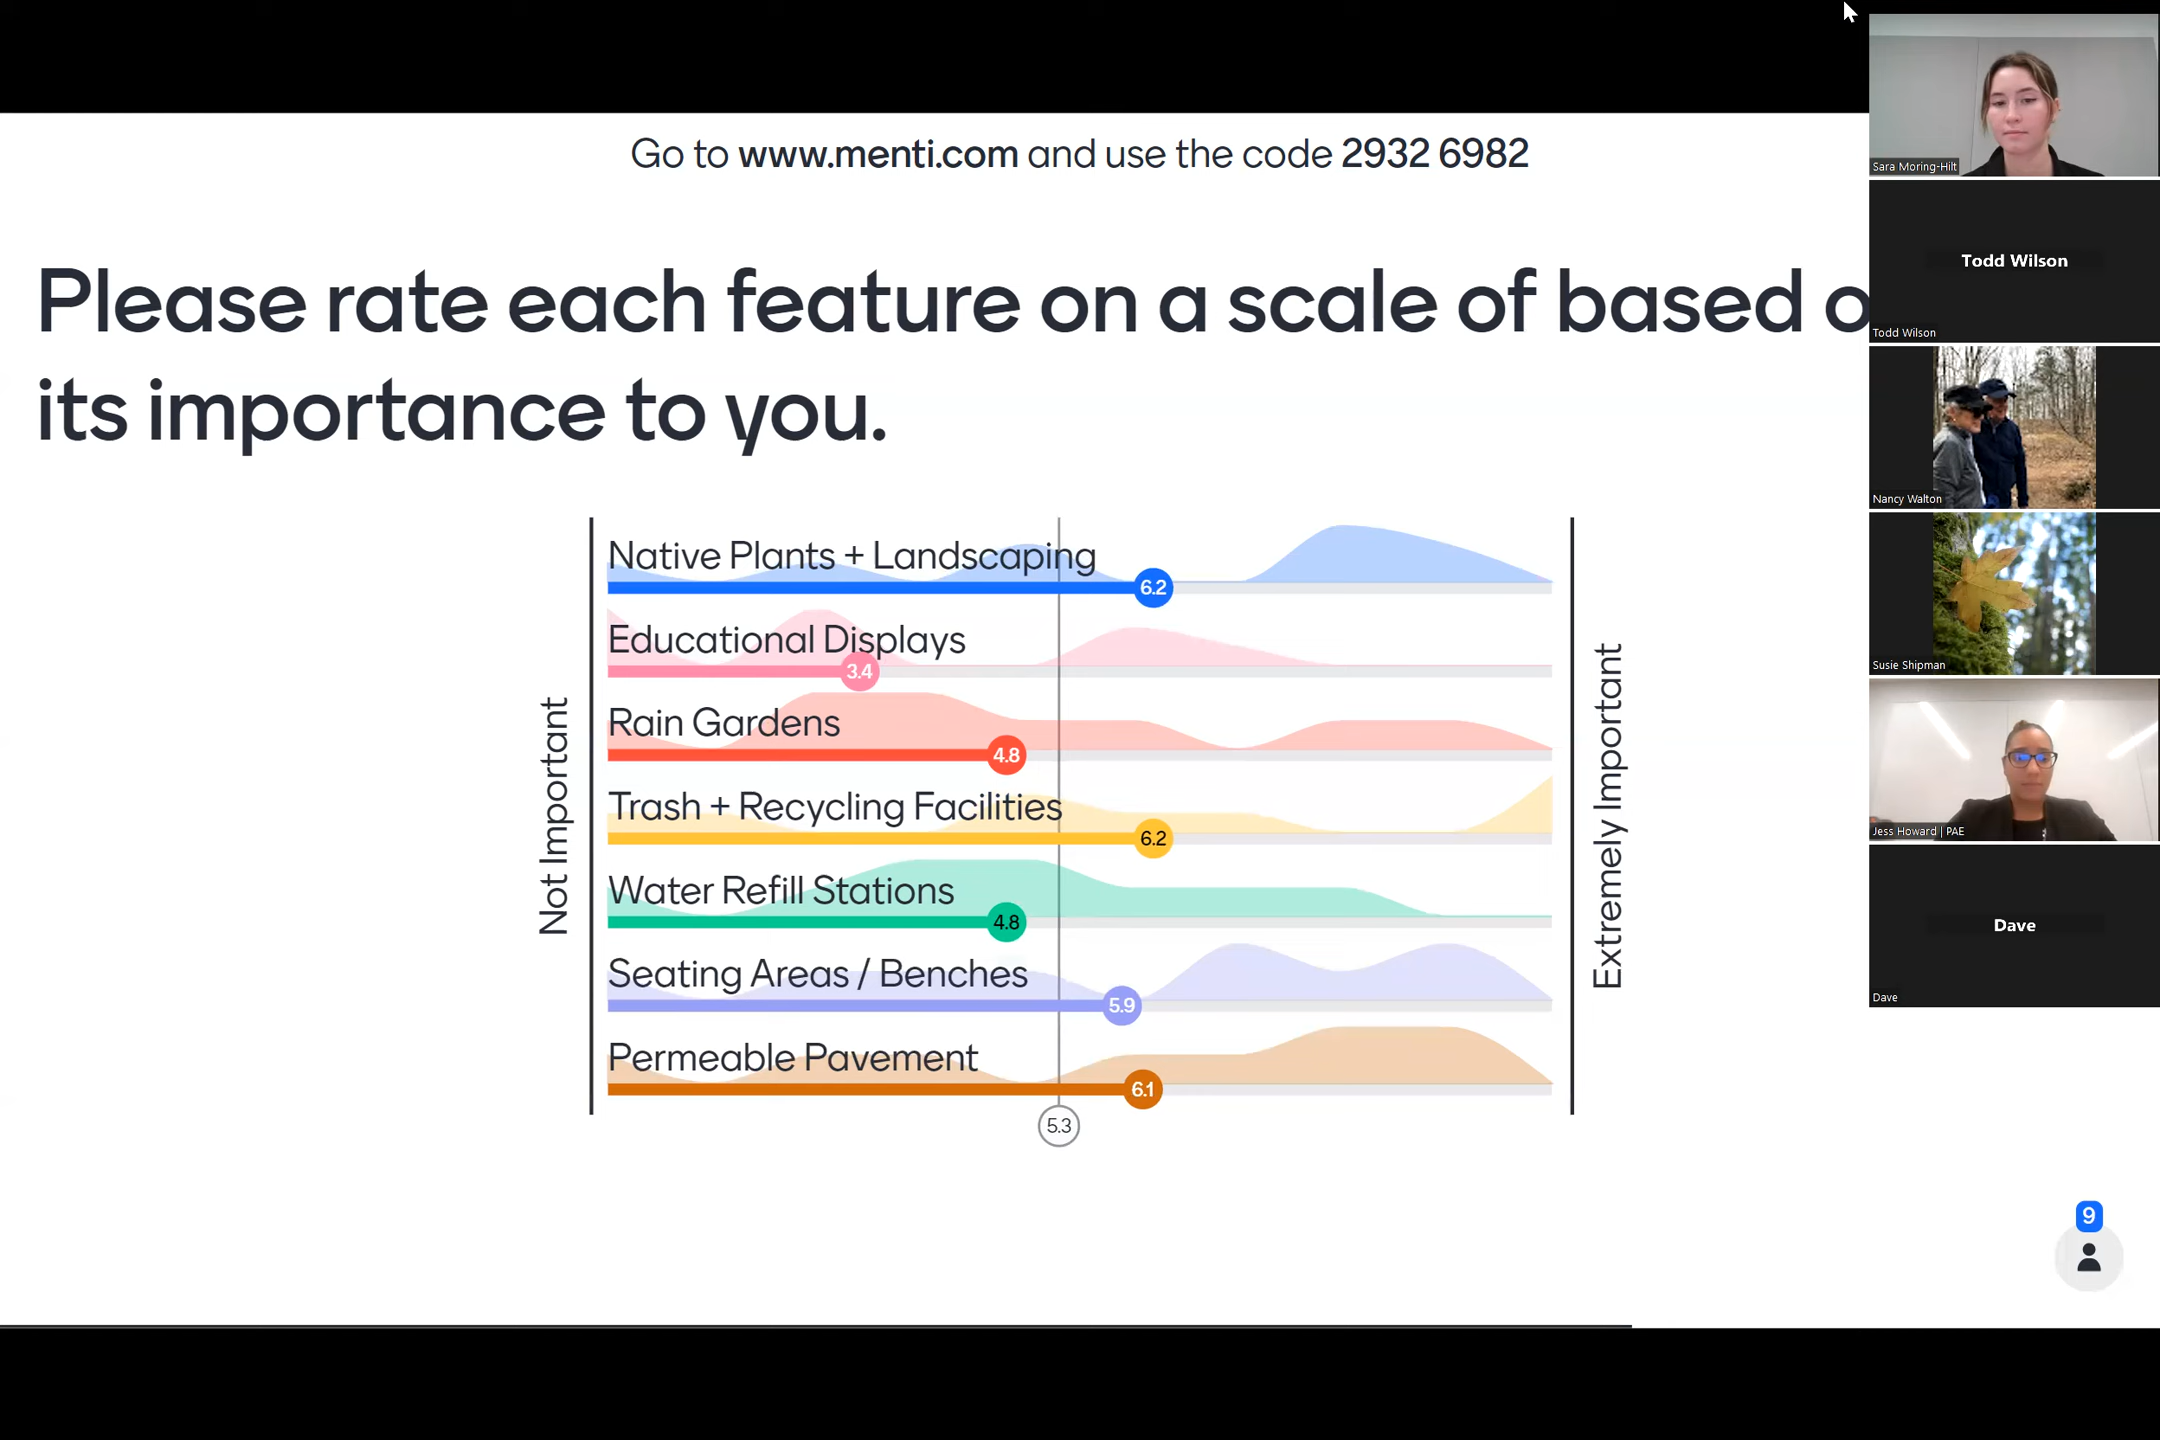 Go to www.menti.com and use the code 2932 6982
Please rate each feature on a scale of based o
its importance to you.
Not Important
Native Plants + Landscaping
6.2
Educational Displays
3.4
Rain Gardens
4.8
Trash + Recycling Facilities
6.2
Water Refill Stations
4.8
Seating Areas / Benches
5.9
Permeable Pavement
6.1
5.3
Extremely Important
9
Sara Moring-Hilt
Todd Wilson
Todd Wilson
Nancy Walton
Susie Shipman
Jess Howard | PAE
Dave
Dave